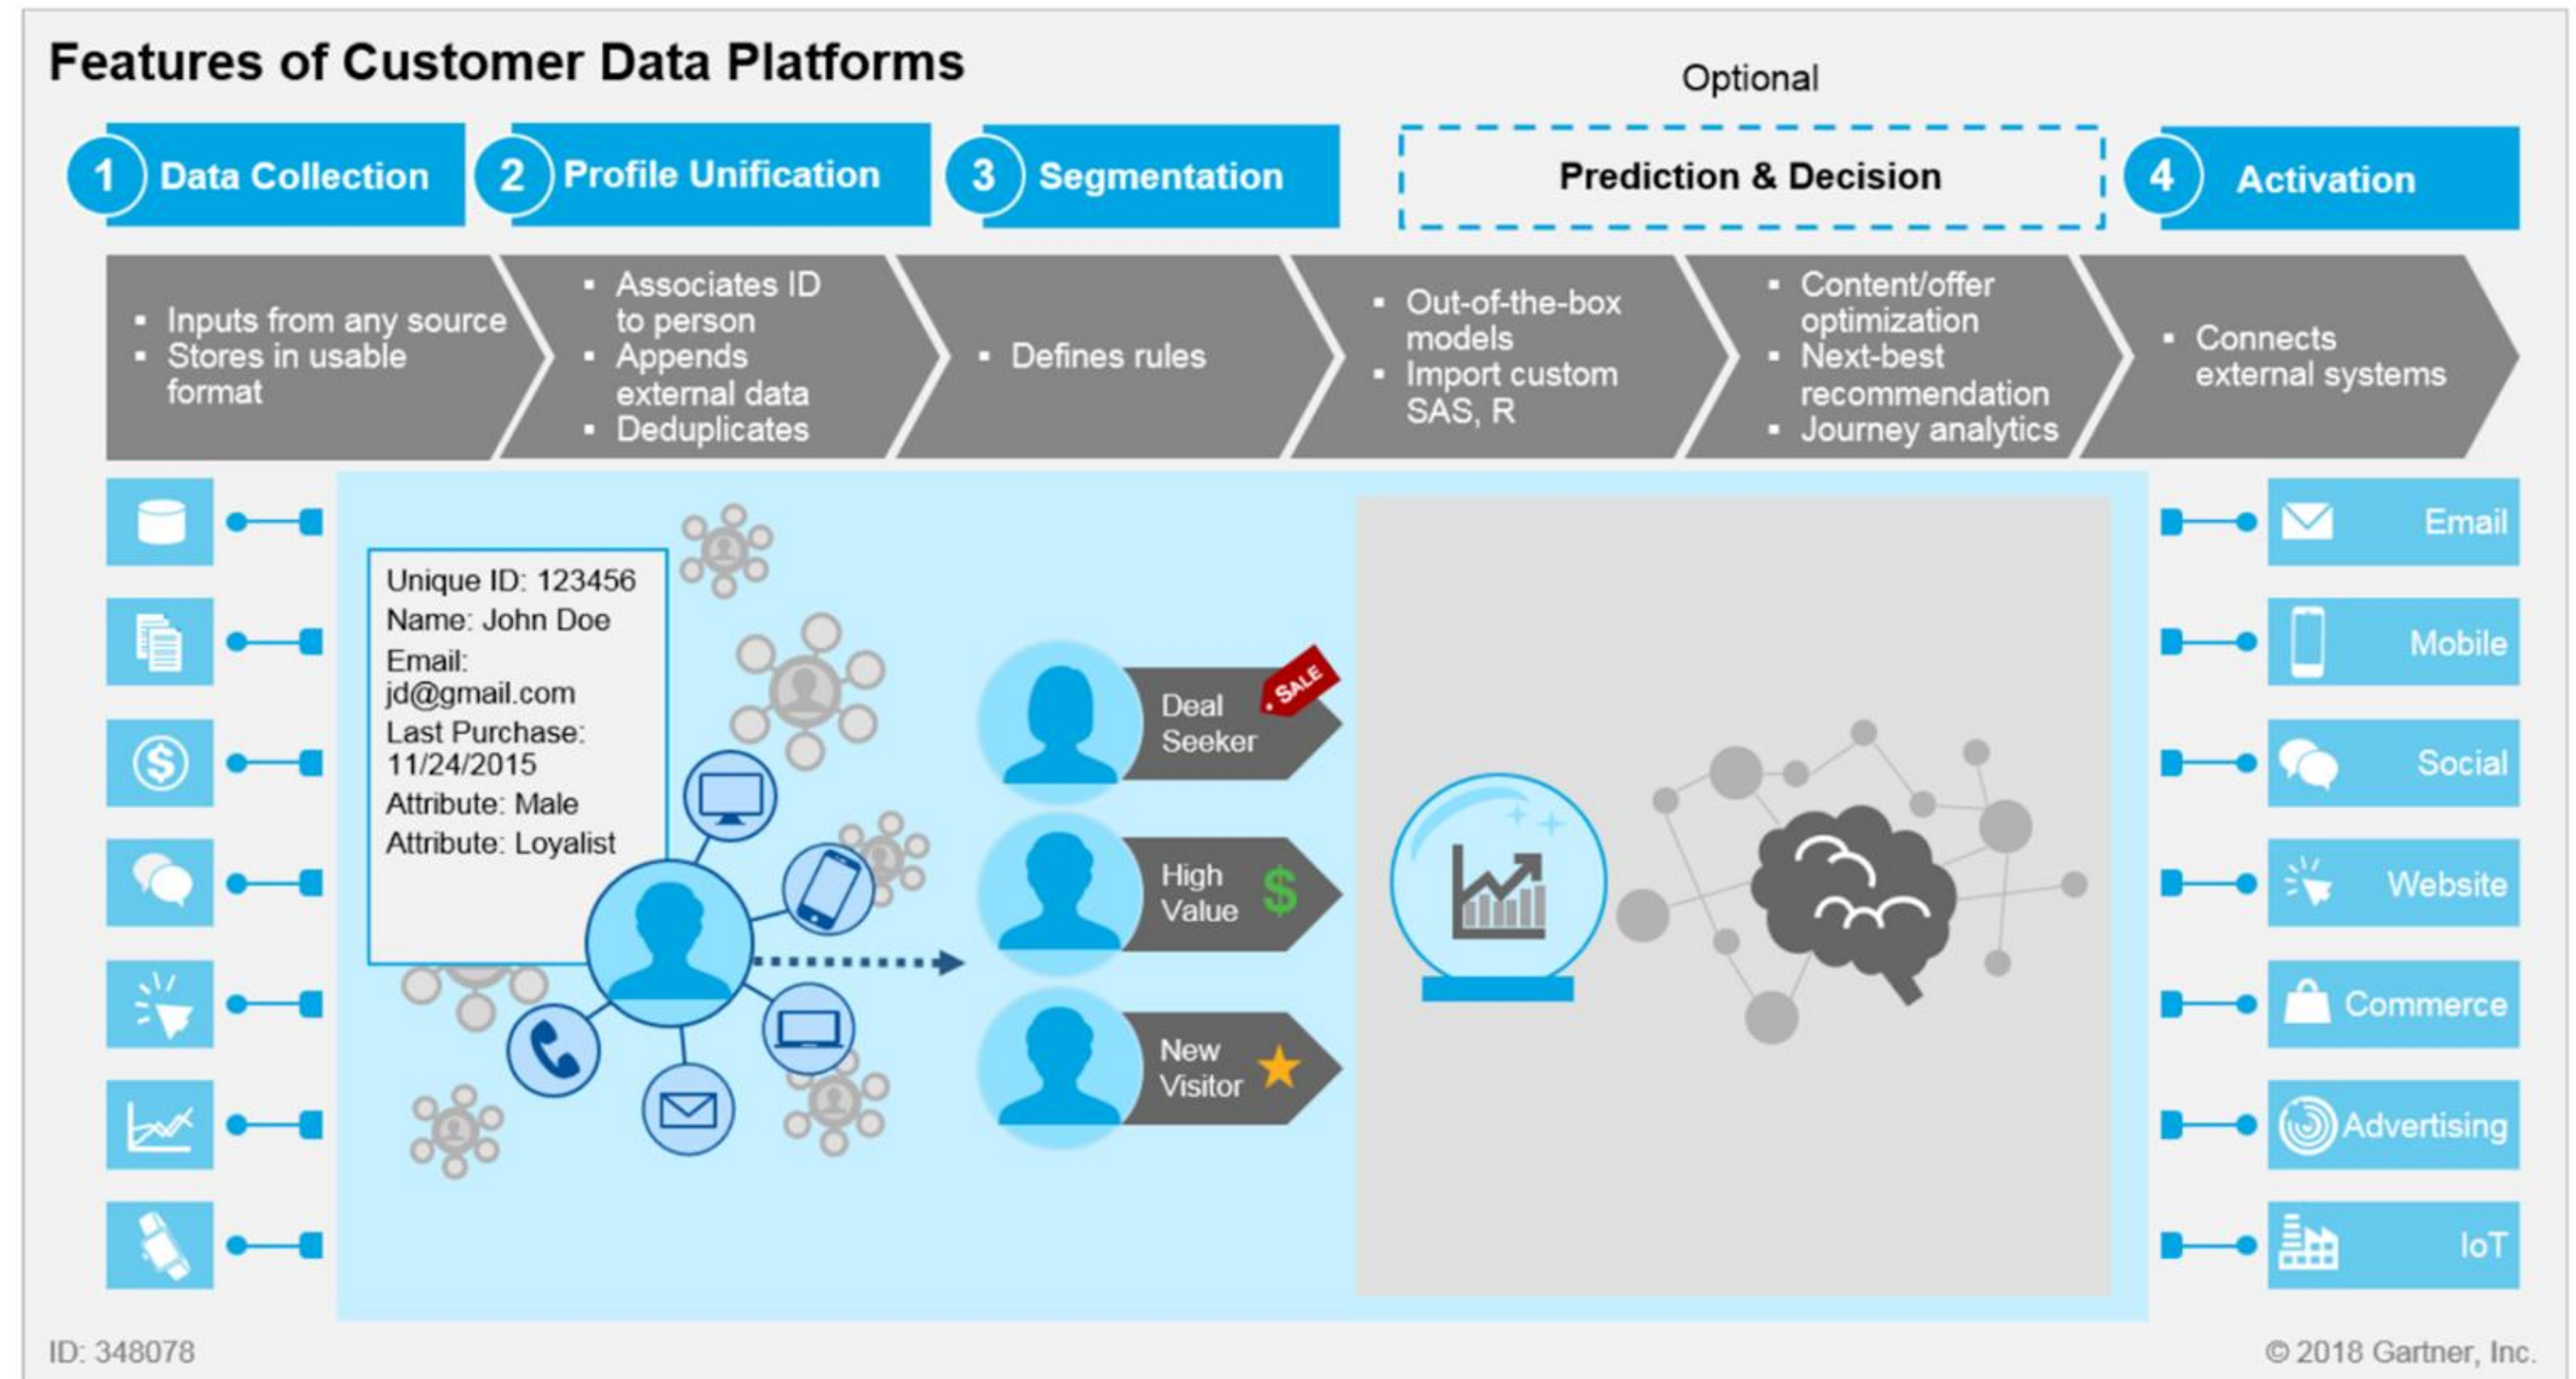 Features of Customer Data Platforms
Optional
1 Data Collection
2 Profile Unification
3 Segmentation
Prediction & Decision
4 Activation
▪ Inputs from any source
▪ Stores in usable
format
▪ Associates ID
to person
▪ Appends
external data
▪ Deduplicates
▪ Defines rules
▪ Out-of-the-box
models
▪ Import custom
SAS, R
▪ Content/offer
optimization
▪ Next-best
recommendation
▪ Journey analytics
▪ Connects
external systems
Unique ID: 123456
Name: John Doe
Email:
jd@gmail.com
Last Purchase:
11/24/2015
Attribute: Male
Attribute: Loyalist
Deal
Seeker
SALE
High
Value
$
New
Visitor
$
Email
Mobile
Social
Website
Commerce
Advertising
IoT
ID: 348078
© 2018 Gartner, Inc.